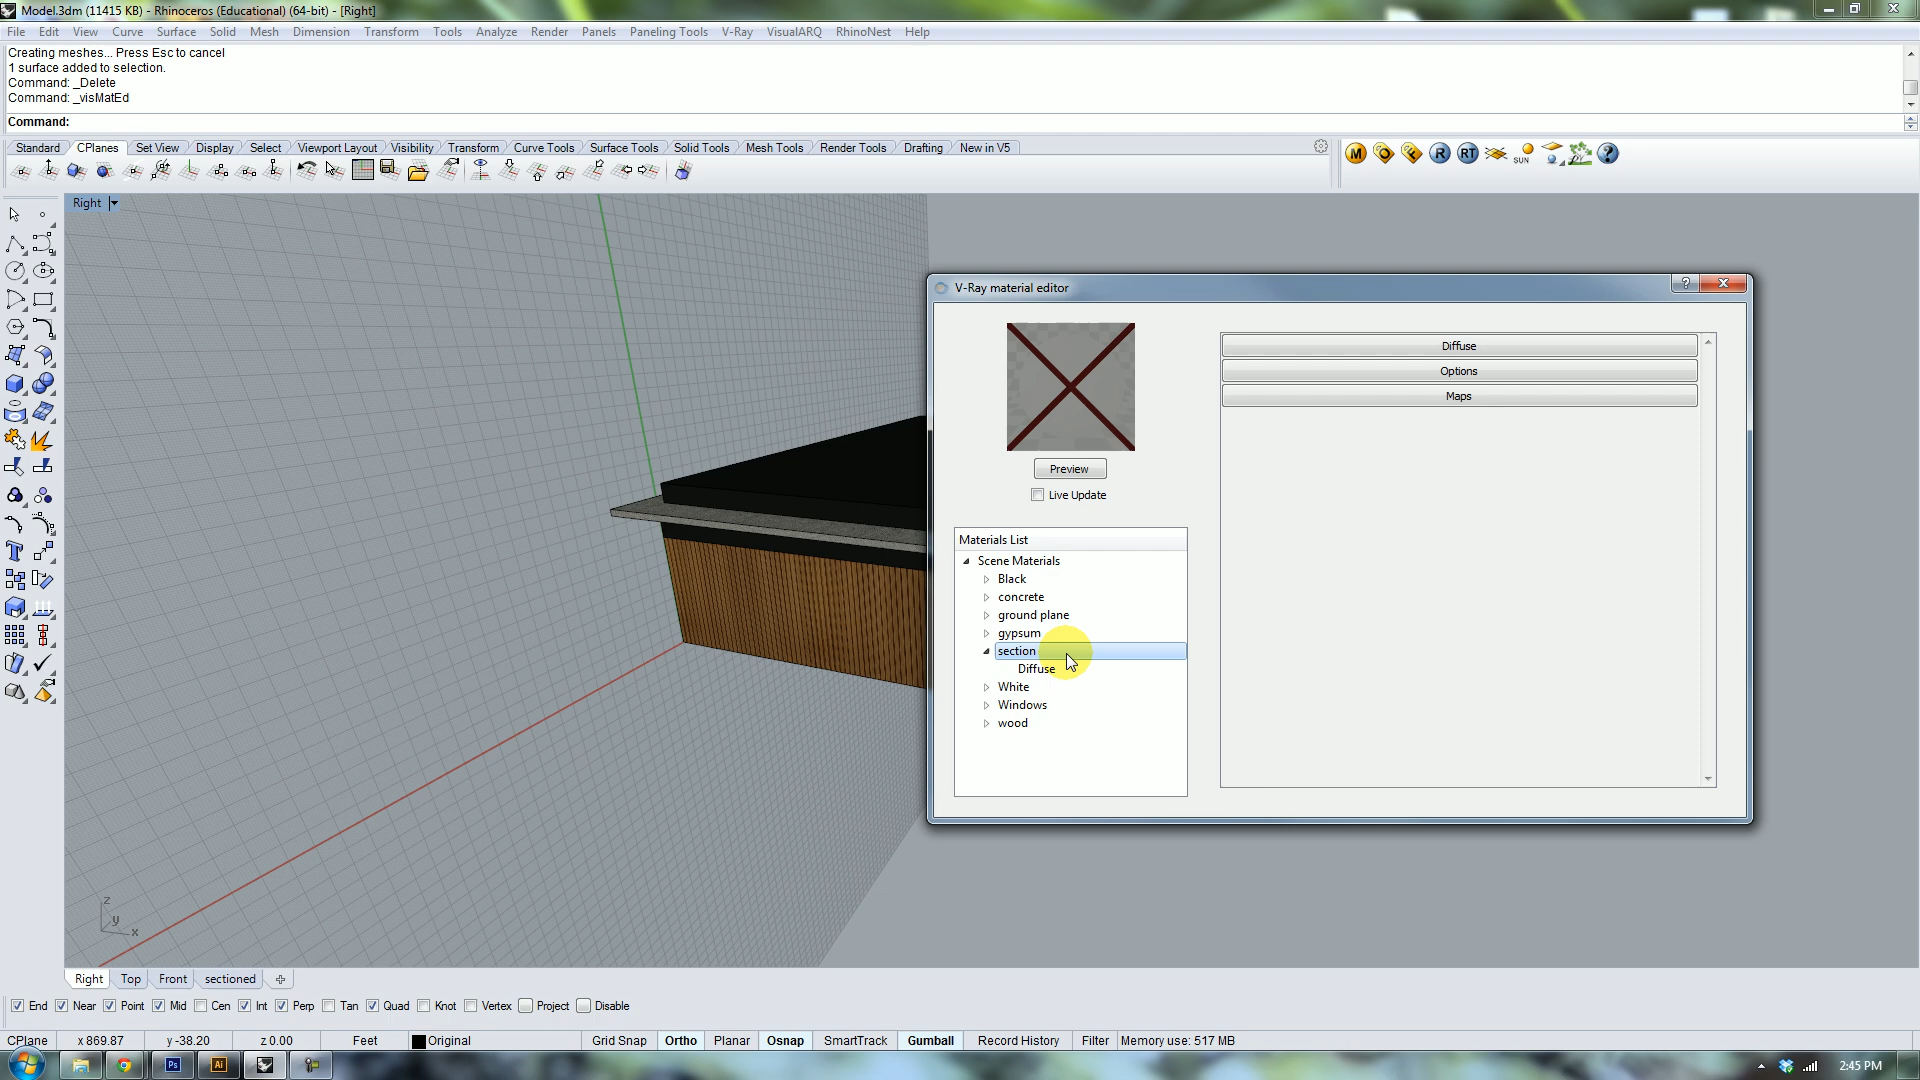 Model.3dm (11415 KB) - Rhinoceros (Educational) (64-bit) - [Right]
File Edit View Curve Surface Solid Mesh Dimension Transform Tools Analyze Render Panels Paneling Tools V-Ray VisualARQ RhinoNest Help
Creating meshes... Press Esc to cancel
1 surface added to selection.
Command: _Delete
Command: _visMatEd
Command:
Standard CPlanes Set View Display Select Viewport Layout Visibility Transform Curve Tools Surface Tools Solid Tools Mesh Tools Render Tools Drafting New in V5
M R RT SUN ?
Right
V-Ray material editor
?
Diffuse
Options
Maps
Preview
Live Update
Materials List
Scene Materials
Black
concrete
ground plane
gypsum
section
Diffuse
White
Windows
wood
z
y
x
Right Top Front sectioned
End Near Point Mid Cen Int Perp Tan Quad Knot Vertex Project Disable
CPlane x 869.87 y -38.20 z 0.00 Feet Original Grid Snap Ortho Planar Osnap SmartTrack Gumball Record History Filter Memory use: 517 MB
Ps Ai 2:45 PM